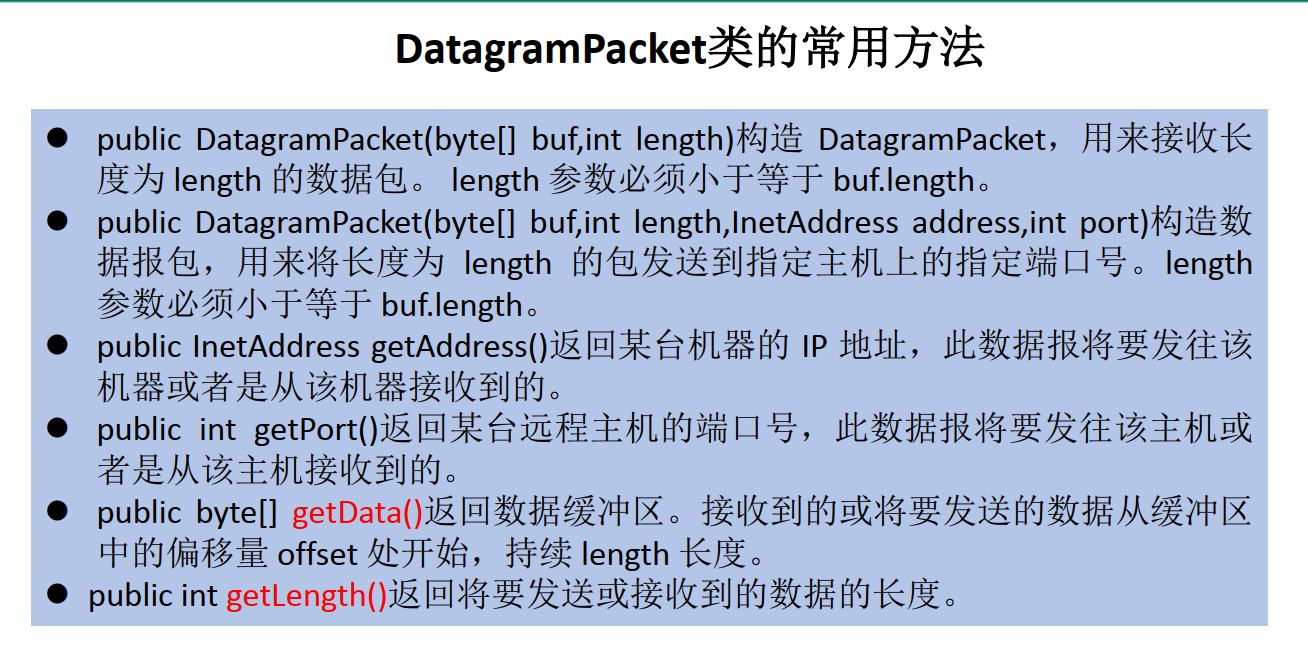 DatagramPacket类的常用方法
● public DatagramPacket(byte[] buf,int length)构造 DatagramPacket，用来接收长
度为 length 的数据包。 length 参数必须小于等于 buf.length。
● public DatagramPacket(byte[] buf,int length,InetAddress address,int port)构造数
据报包，用来将长度为 length 的包发送到指定主机上的指定端口号。length
参数必须小于等于 buf.length。
● public InetAddress getAddress()返回某台机器的 IP 地址，此数据报将要发往该
机器或者是从该机器接收到的。
● public int getPort()返回某台远程主机的端口号，此数据报将要发往该主机或
者是从该主机接收到的。
● public byte[] getData()返回数据缓冲区。接收到的或将要发送的数据从缓冲区
中的偏移量 offset 处开始，持续 length 长度。
● public int getLength()返回将要发送或接收到的数据的长度。